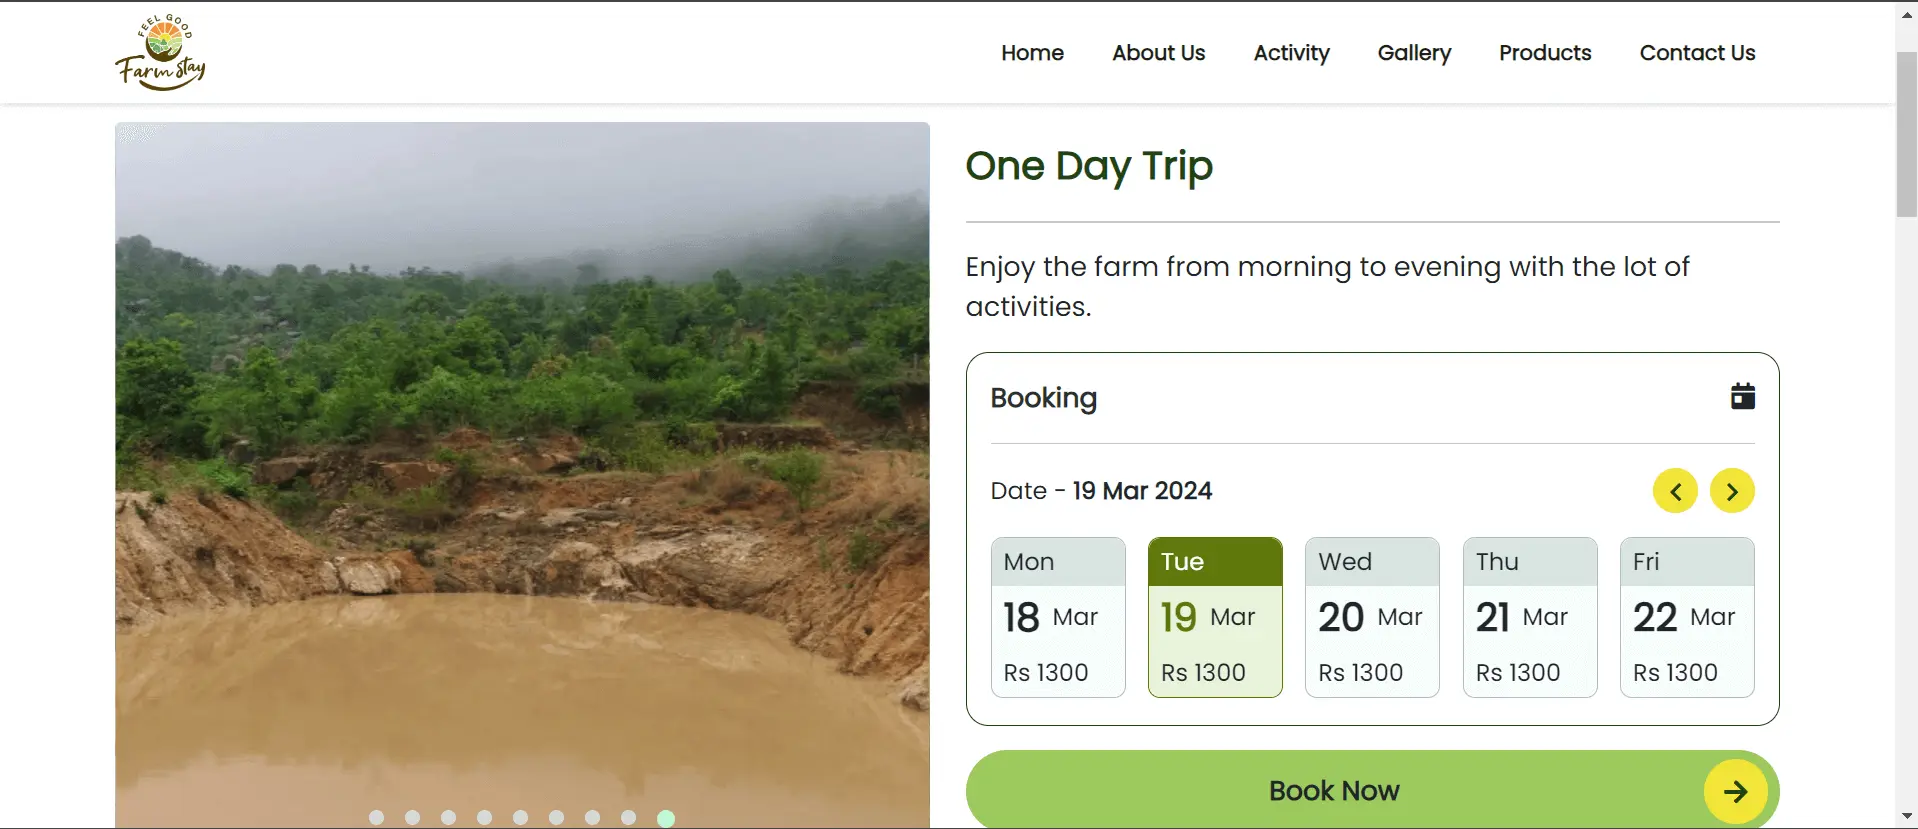 FEEL GOOD
Farm stay
Home About Us Activity Gallery Products Contact Us
One Day Trip
Enjoy the farm from morning to evening with the lot of
activities.
Booking
Date - 19 Mar 2024
Mon Tue Wed Thu Fri
18 Mar 19 Mar 20 Mar 21 Mar 22 Mar
Rs 1300 Rs 1300 Rs 1300 Rs 1300 Rs 1300
Book Now